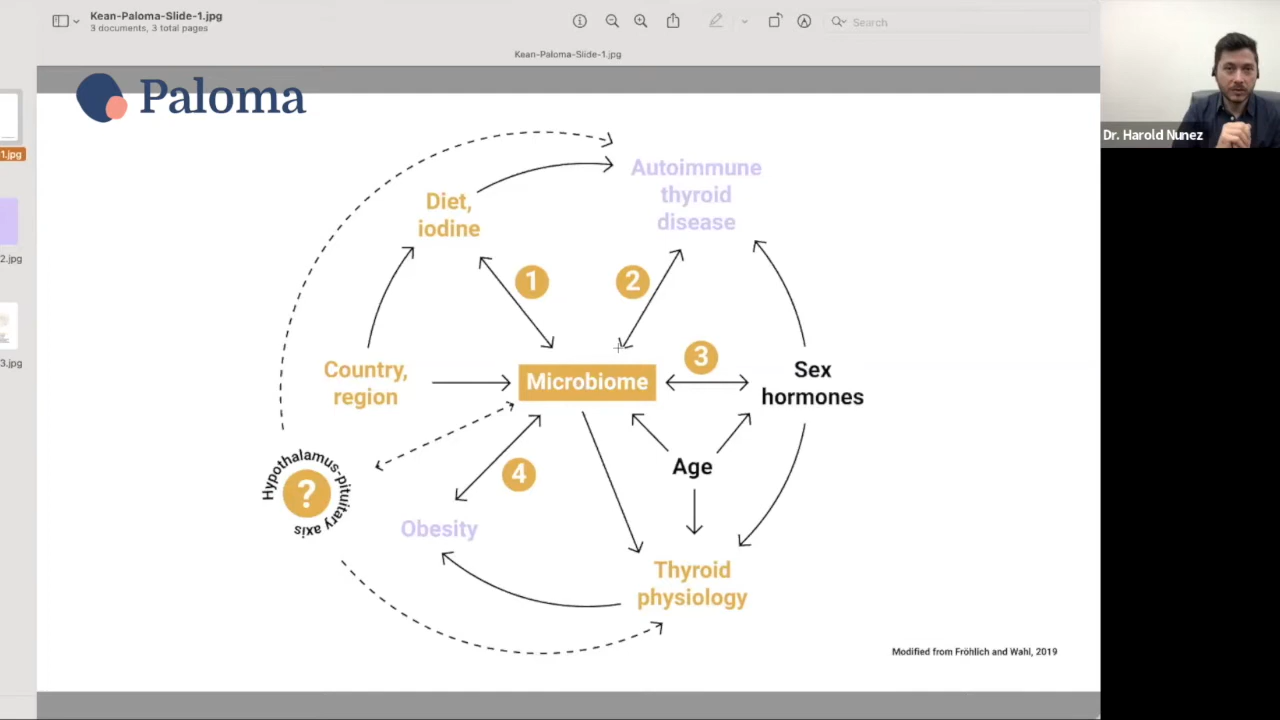 Kean-Paloma-Slide-1.jpg
3 documents, 3 total pages
Search
Kean-Paloma-Slide-1.jpg
Paloma
Dr. Harold Nunez
1.jpg
2.jpg
3.jpg
Autoimmune
thyroid
disease
Diet,
iodine
1
2
3
Country,
region
Microbiome
Sex
hormones
Age
4
Hypothalamus-pituitary axis
?
Obesity
Thyroid
physiology
Modified from Fröhlich and Wahl, 2019